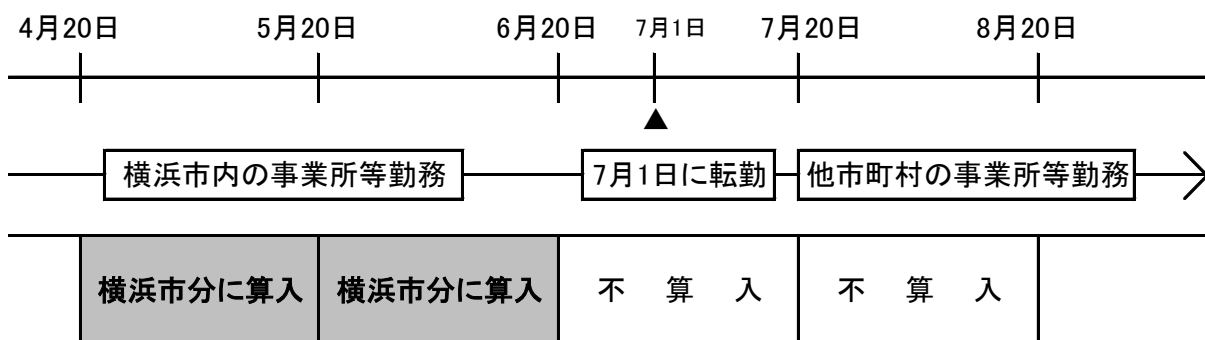 4月20日 5月20日 6月20日 7月1日 7月20日 8月20日
▲
横浜市内の事業所等勤務 7月1日に転勤 他市町村の事業所等勤務
横浜市分に算入 横浜市分に算入 不 算 入 不 算 入